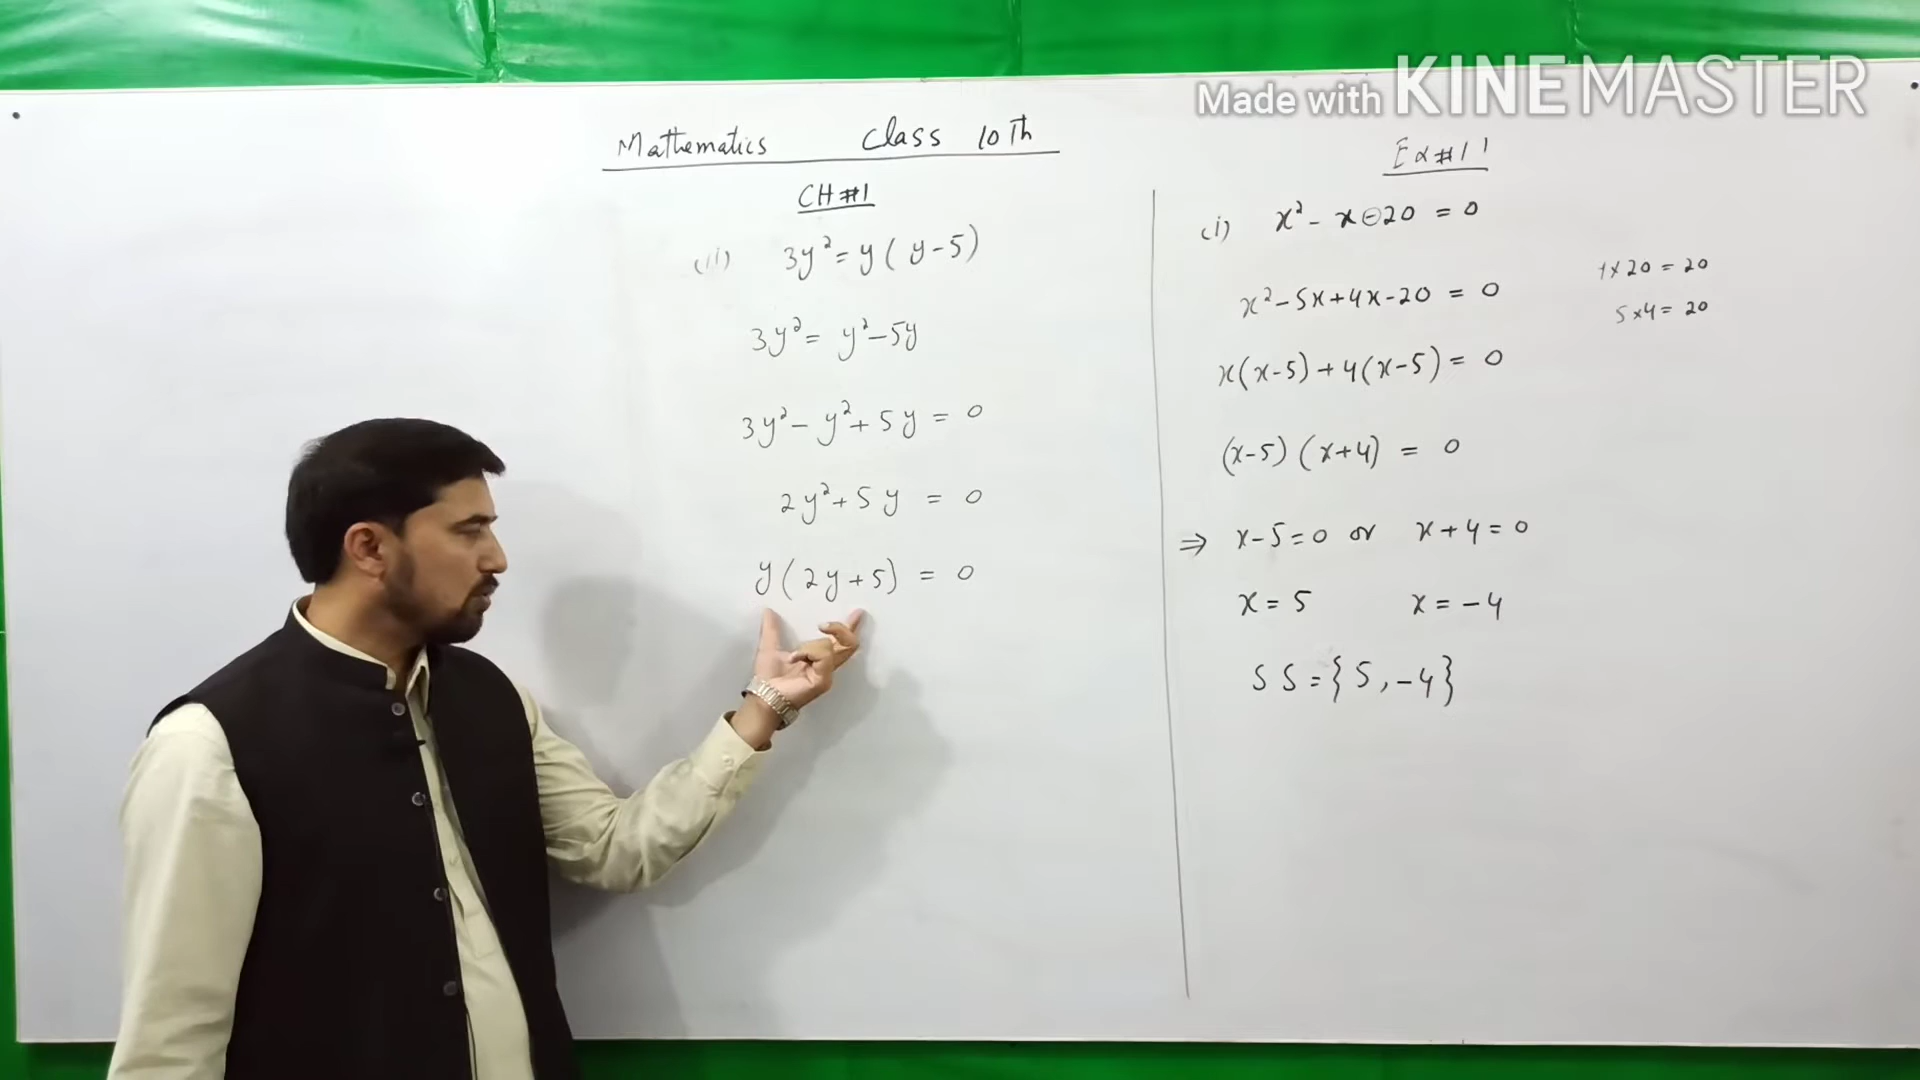 Made with KINEMASTER
Mathematics Class 10Th
CH#1
(ii) 3y² = y(y-5)
3y² = y²-5y
3y² - y² + 5y = 0
2y² + 5y = 0
y(2y+5) = 0
Ex#1.1
(i) x² - x - 20 = 0
x² - 5x + 4x - 20 = 0
x(x-5) + 4(x-5) = 0
(x-5)(x+4) = 0
⇒ x-5=0 or x+4=0
x = 5 x = -4
SS = {5, -4}
1×20 = 20
5×4 = 20